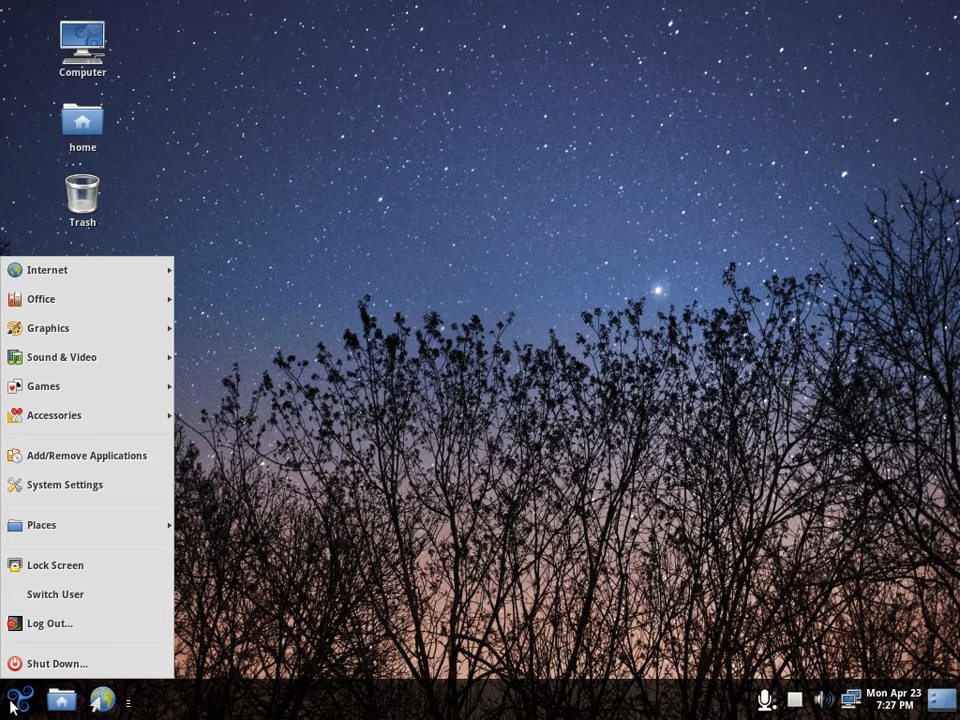 Computer
home
Trash
Internet
Office
Graphics
Sound & Video
Games
Accessories
Add/Remove Applications
System Settings
Places
Lock Screen
Switch User
Log Out...
Shut Down...
Mon Apr 23
7:27 PM